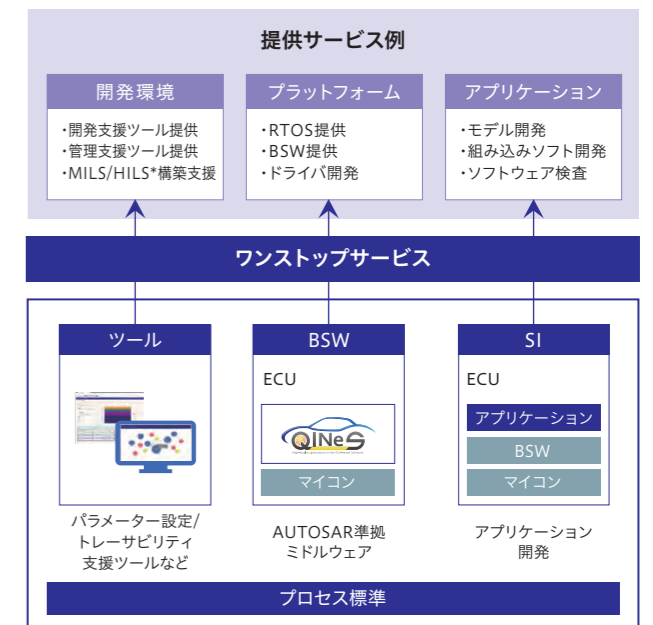 提供サービス例
開発環境
・開発支援ツール提供
・管理支援ツール提供
・MILS/HILS*構築支援
プラットフォーム
・RTOS提供
・BSW提供
・ドライバ開発
アプリケーション
・モデル開発
・組み込みソフト開発
・ソフトウェア検査
ワンストップサービス
ツール
パラメーター設定/
トレーサビリティ
支援ツールなど
BSW
ECU
QINeS
マイコン
AUTOSAR準拠
ミドルウェア
SI
ECU
アプリケーション
BSW
マイコン
アプリケーション
開発
プロセス標準